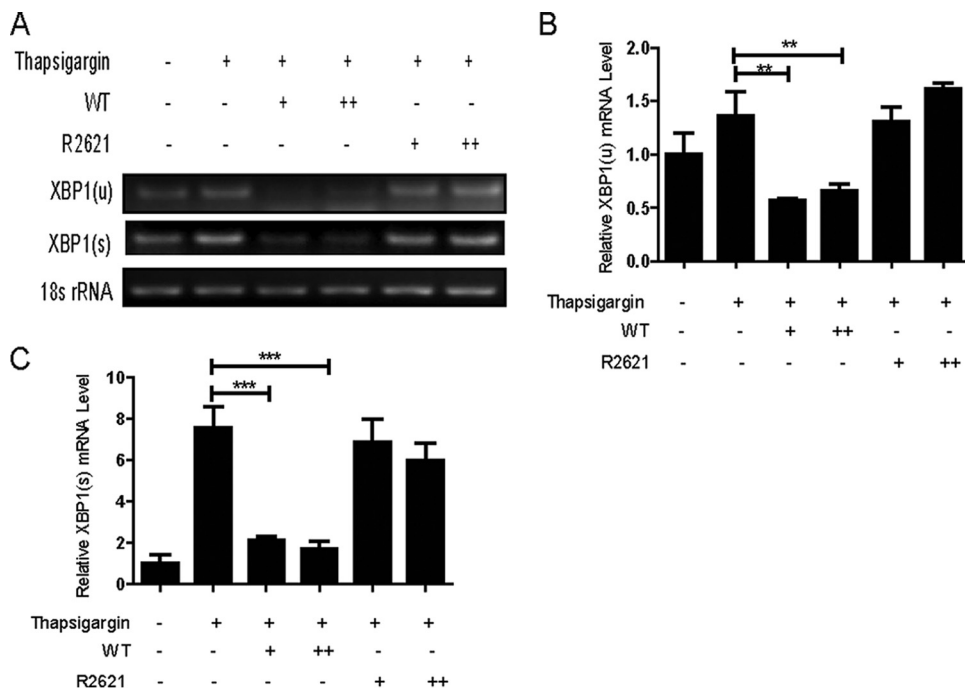 A
Thapsigargin - + + + + +
WT - - + ++ - -
R2621 - - - - + ++
XBP1(u)
XBP1(s)
18s rRNA
B
Relative XBP1(u) mRNA Level
2.0
1.5
1.0
0.5
0.0
**
**
Thapsigargin - + + + + +
WT - - + ++ - -
R2621 - - - - + ++
C
Relative XBP1(s) mRNA Level
10
8
6
4
2
0
***
***
Thapsigargin - + + + + +
WT - - + ++ - -
R2621 - - - - + ++